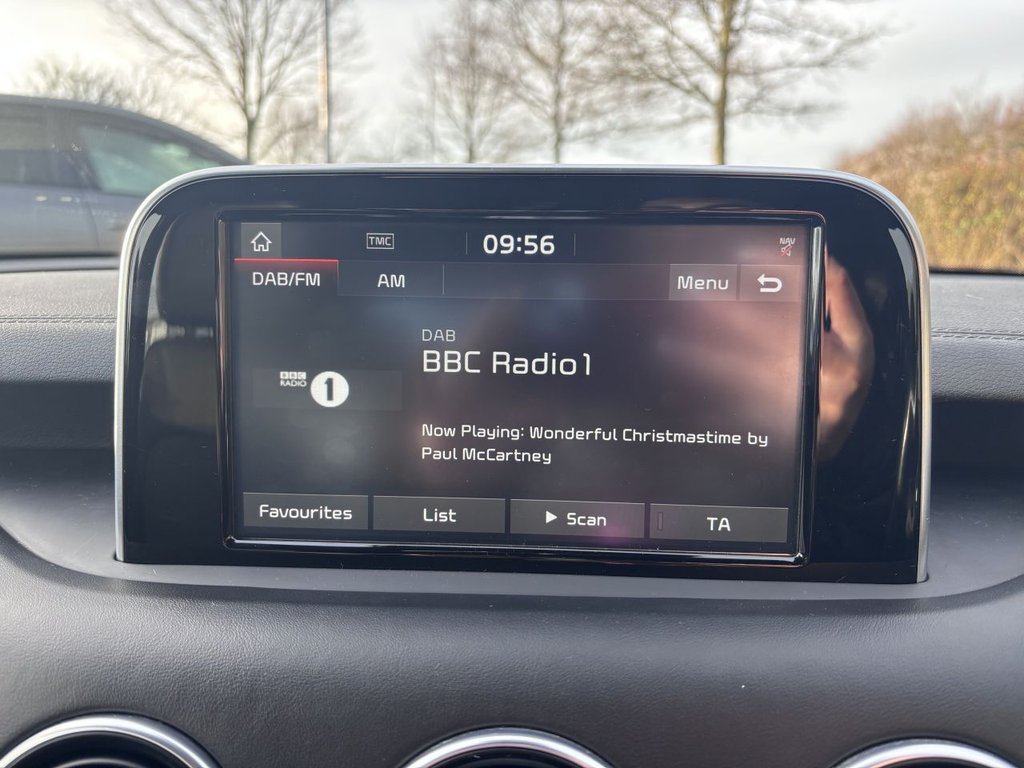 TMC
09:56
NAV
DAB/FM
AM
Menu
DAB
BBC Radio1
BBC
RADIO
1
Now Playing: Wonderful Christmastime by
Paul McCartney
Favourites
List
Scan
TA